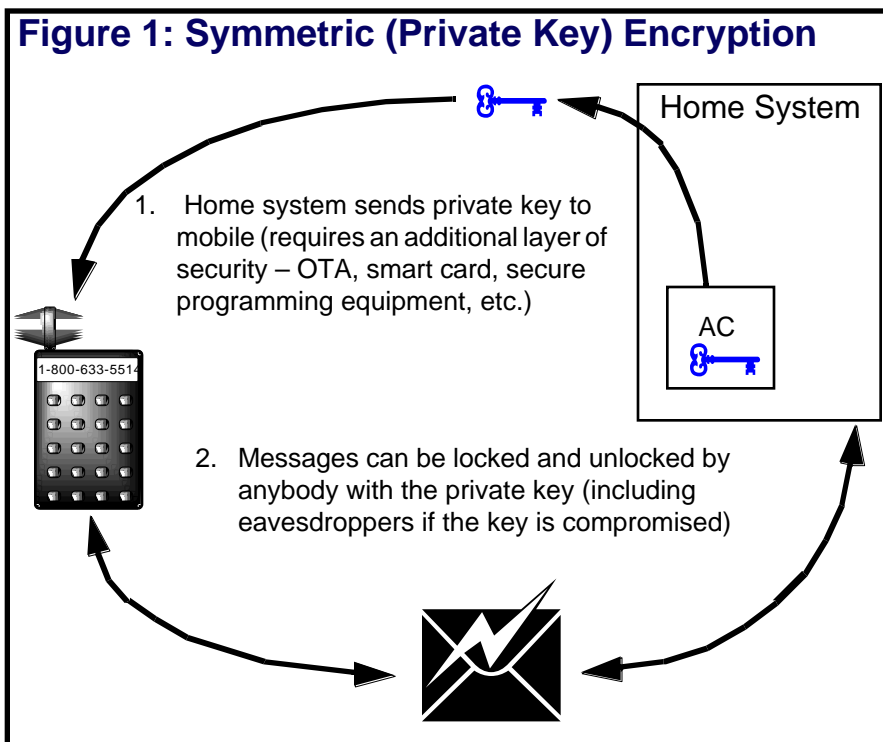 Figure 1: Symmetric (Private Key) Encryption
Home System
1. Home system sends private key to
mobile (requires an additional layer of
security – OTA, smart card, secure
programming equipment, etc.)
AC
1-800-633-5514
2. Messages can be locked and unlocked by
anybody with the private key (including
eavesdroppers if the key is compromised)